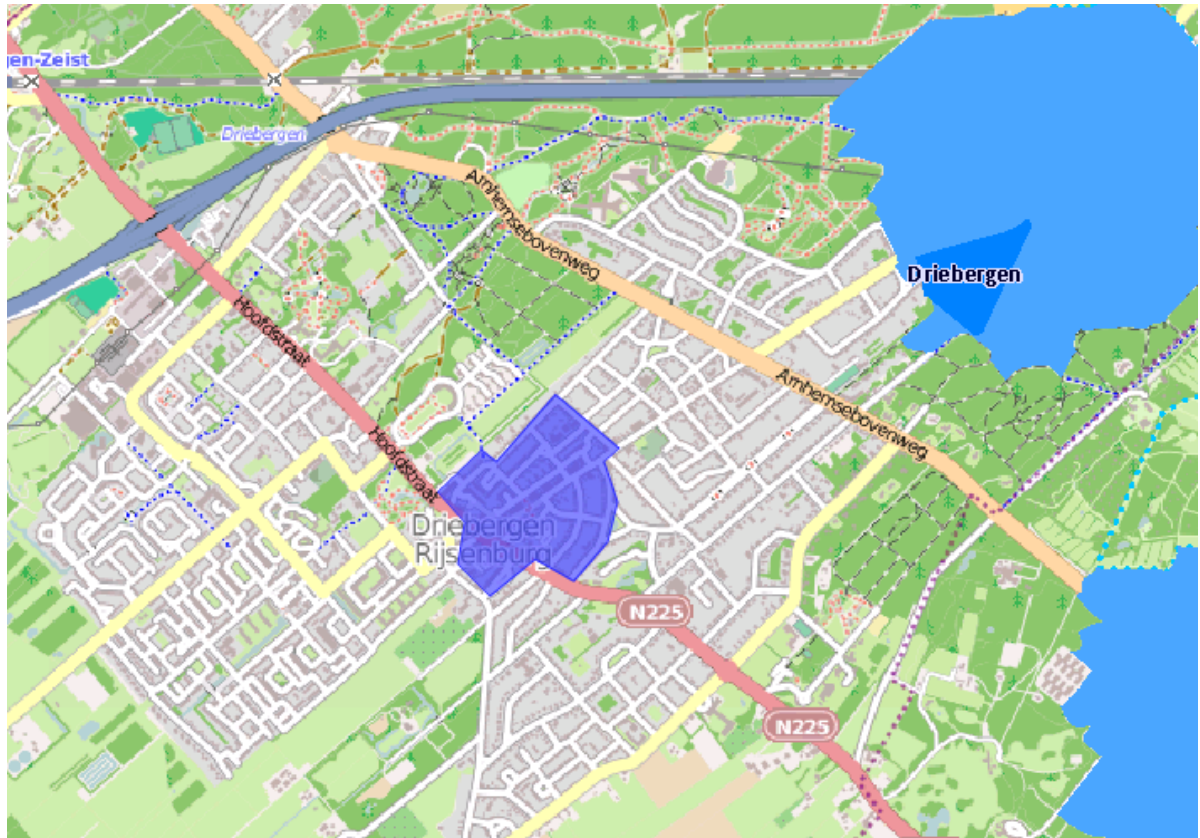 gen-Zeist
Driebergen
Arnhemsebovenweg
Driebergen
Hoofdstraat
Arnhemsebovenweg
Hoofdstraat
Driebergen
Rijsenburg
N225
N225